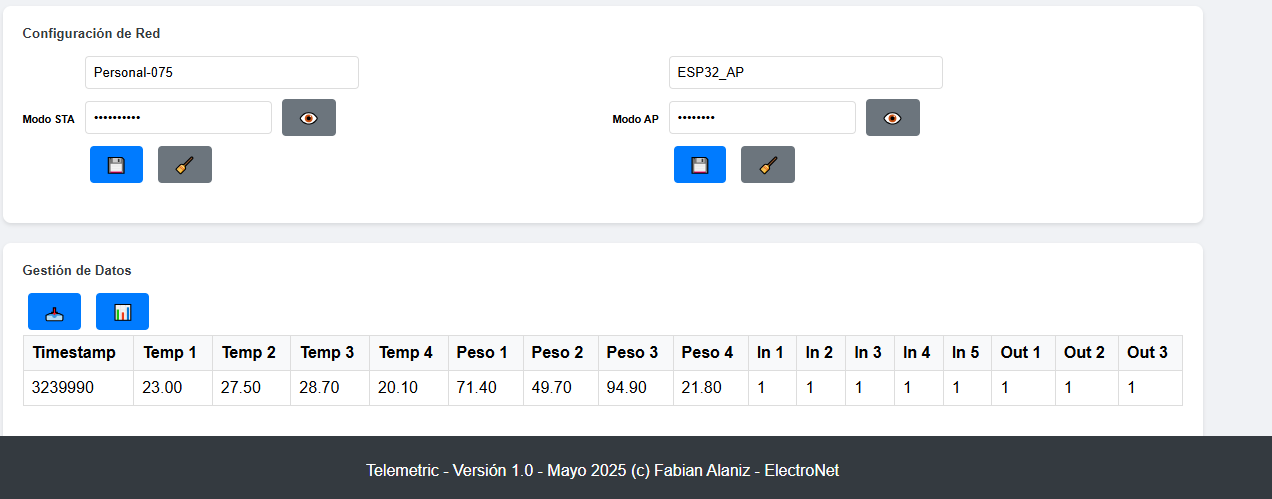 Configuración de Red
Personal-075
ESP32_AP
Modo STA ••••••••••
Modo AP ••••••••
Gestión de Datos
Timestamp Temp 1 Temp 2 Temp 3 Temp 4 Peso 1 Peso 2 Peso 3 Peso 4 In 1 In 2 In 3 In 4 In 5 Out 1 Out 2 Out 3
3239990 23.00 27.50 28.70 20.10 71.40 49.70 94.90 21.80 1 1 1 1 1 1 1 1
Telemetric - Versión 1.0 - Mayo 2025 (c) Fabian Alaniz - ElectroNet